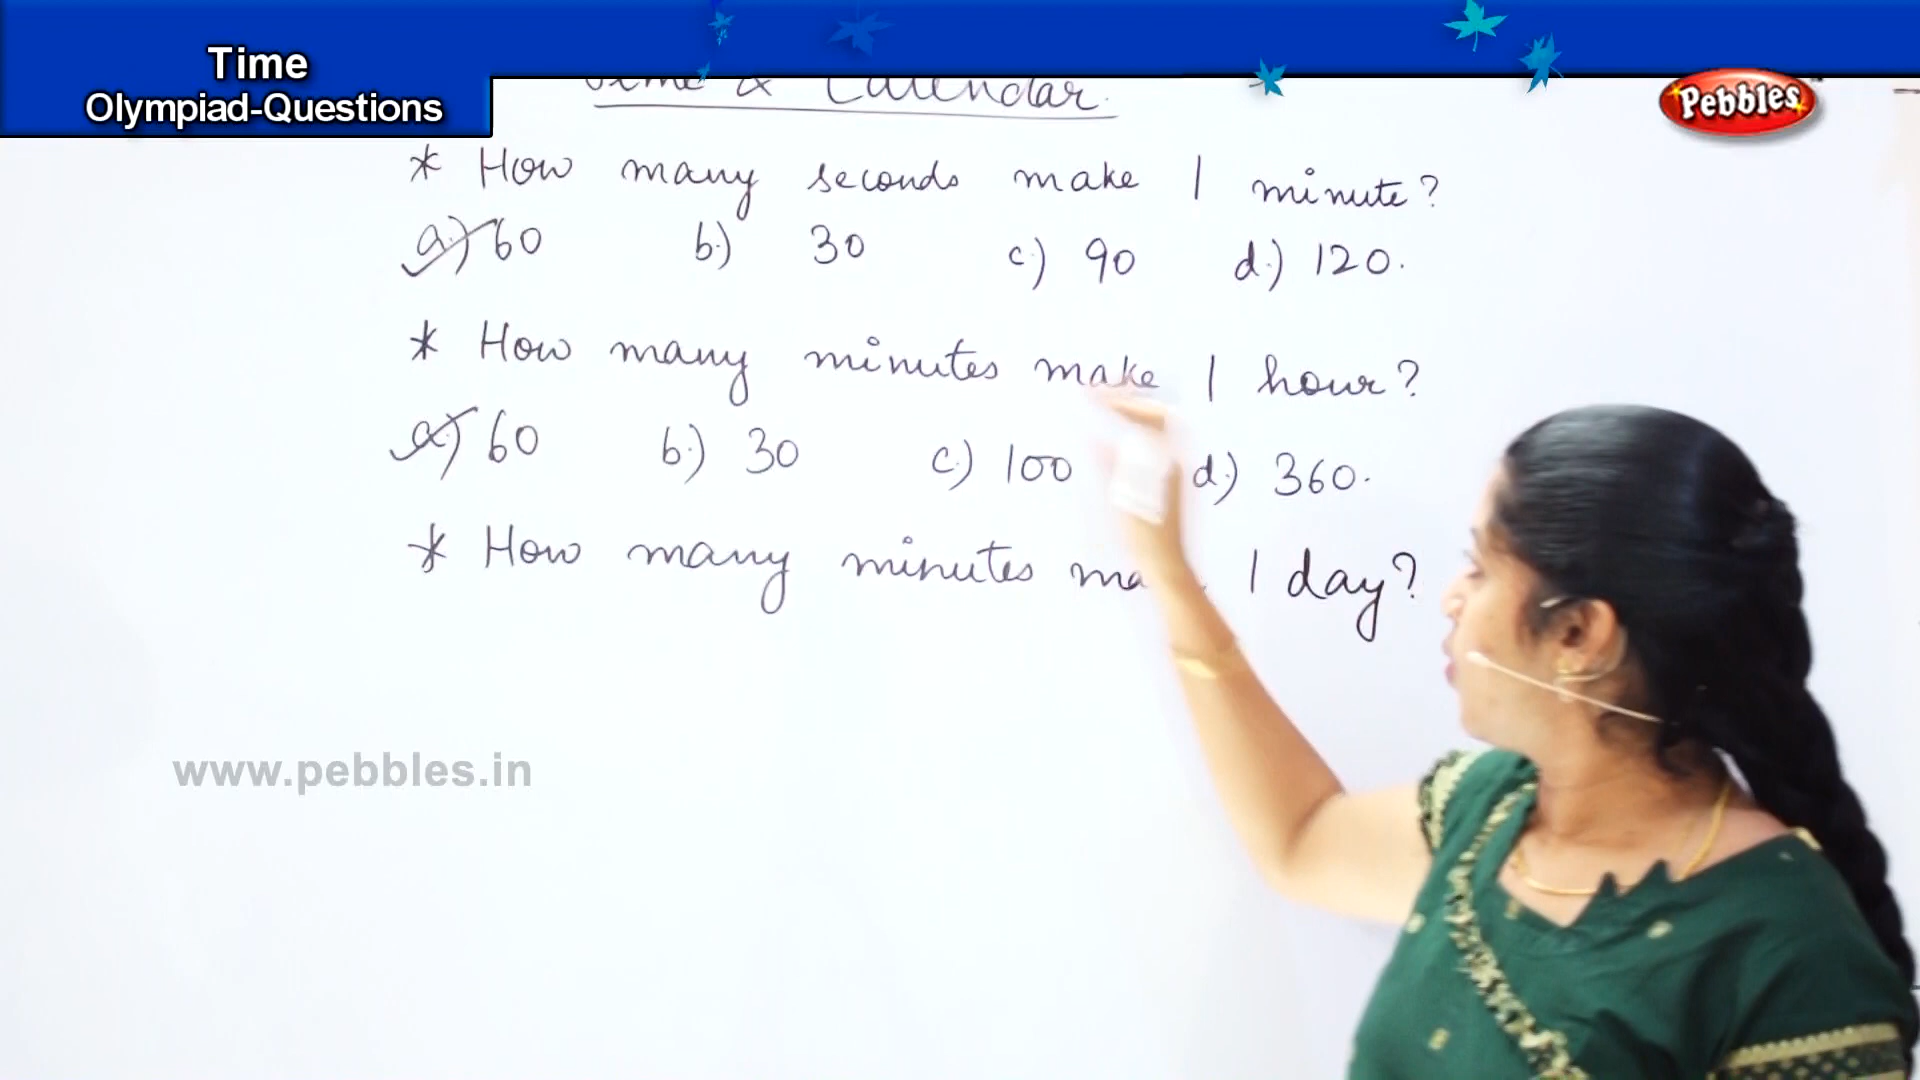 Time
Olympiad-Questions
Time & Calendar.
Pebbles
* How many seconds make 1 minute?
a.) 60 b.) 30 c.) 90 d.) 120.
* How many minutes make 1 hour?
a.) 60 b.) 30 c.) 100 d.) 360.
* How many minutes 1 day?
www.pebbles.in